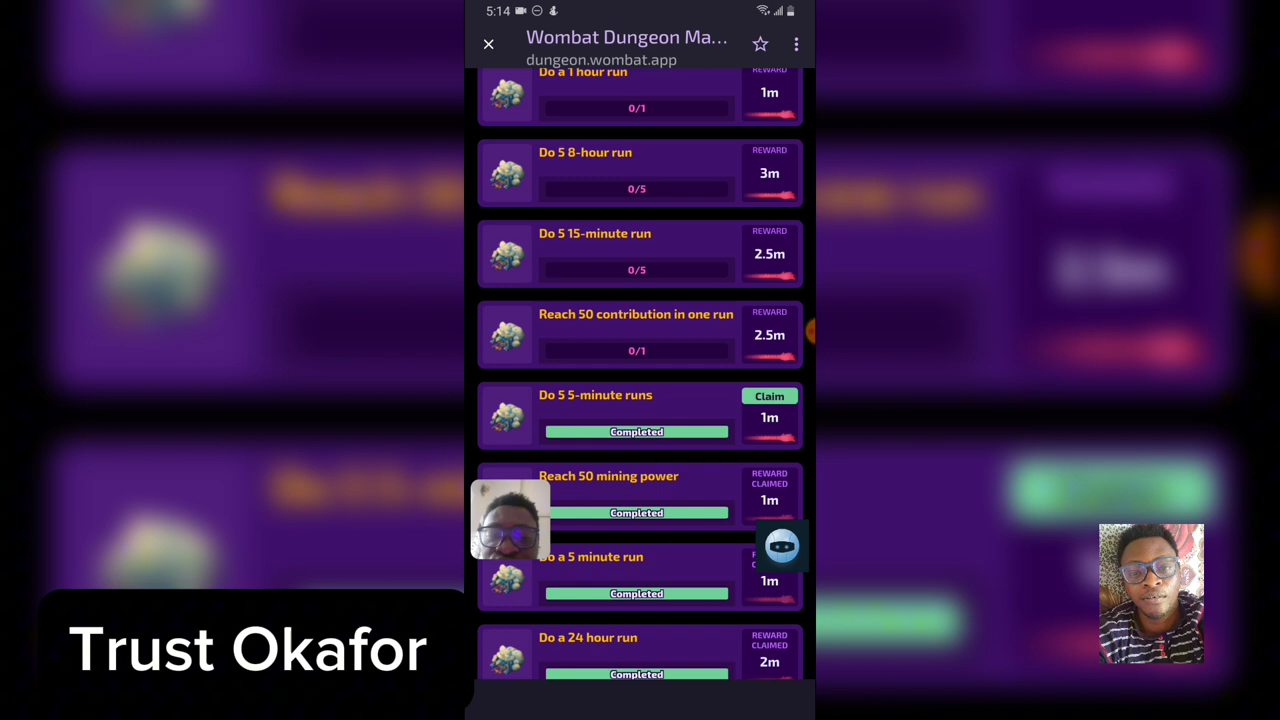 5:14
Wombat Dungeon Ma...
dungeon.wombat.app
Do a 1 hour run
REWARD
1m
0/1
Do 5 8-hour run
REWARD
3m
0/5
Do 5 15-minute run
REWARD
2.5m
0/5
Reach 50 contribution in one run
REWARD
2.5m
0/1
Do 5 5-minute runs
Claim
1m
Completed
Reach 50 mining power
REWARD
CLAIMED
1m
Completed
Do a 5 minute run
1m
Completed
Do a 24 hour run
REWARD
CLAIMED
2m
Completed
Trust Okafor